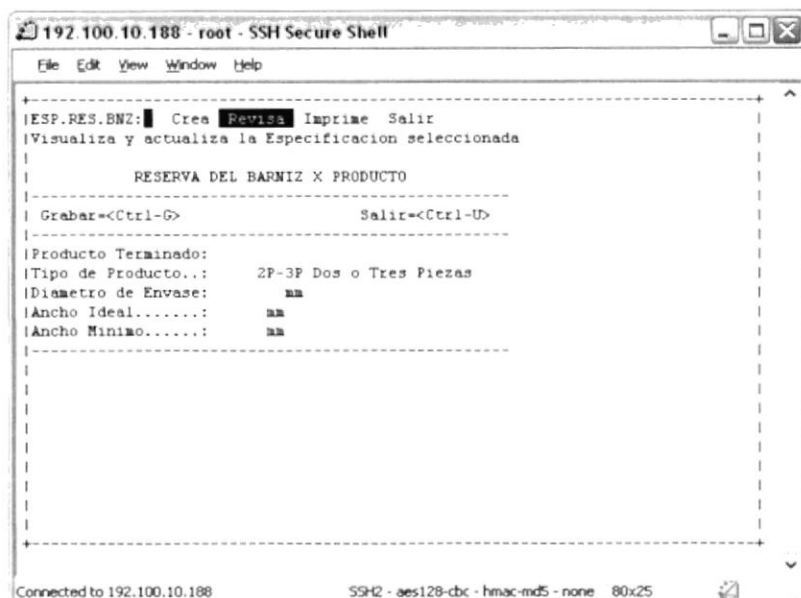 192.100.10.188 - root - SSH Secure Shell
File Edit View Window Help
ESP.RES.BNZ: Crea Revisa Imprime Salir
Visualiza y actualiza la Especificacion seleccionada
RESERVA DEL BARNIZ X PRODUCTO
Grabar=<Ctrl-G> Salir=<Ctrl-U>
Producto Terminado:
Tipo de Producto..: 2P-3P Dos o Tres Piezas
Diametro de Envase: mm
Ancho Ideal.......: mm
Ancho Minimo......: mm
Connected to 192.100.10.188 SSH2 - aes128-cbc - hmac-md5 - none 80x25